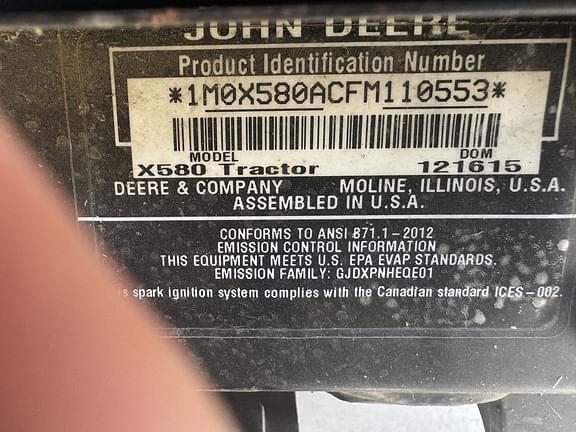 JOHN DEERE
Product Identification Number
*1M0X580ACFM110553*
MODEL DOM
X580 Tractor 121615
DEERE & COMPANY MOLINE, ILLINOIS, U.S.A.
ASSEMBLED IN U.S.A.
CONFORMS TO ANSI 871.1-2012
EMISSION CONTROL INFORMATION
THIS EQUIPMENT MEETS U.S. EPA EVAP STANDARDS.
EMISSION FAMILY: GJDXPNHEQE01
spark ignition system complies with the Canadian standard ICES-002.